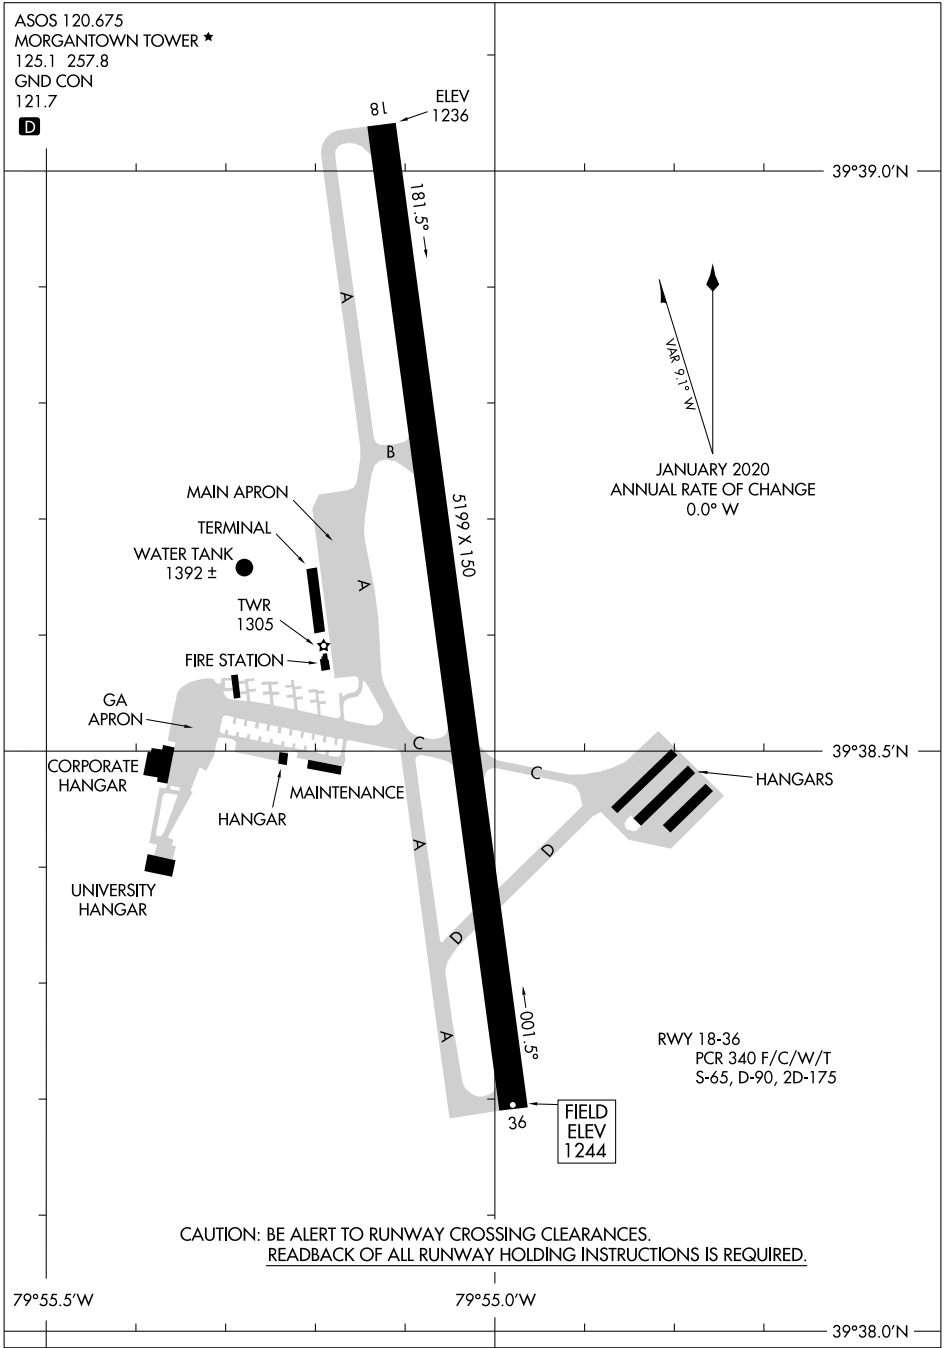 ASOS 120.675
MORGANTOWN TOWER ★
125.1 257.8
GND CON
121.7
D
18
ELEV
1236
39°39.0'N
181.5°
A
VAR 9.1° W
B
JANUARY 2020
ANNUAL RATE OF CHANGE
0.0° W
MAIN APRON
5199 X 150
TERMINAL
WATER TANK
1392 ±
A
TWR
1305
FIRE STATION
GA
APRON
C
39°38.5'N
CORPORATE
HANGAR
C
HANGARS
MAINTENANCE
HANGAR
A
D
UNIVERSITY
HANGAR
D
001.5°
A
RWY 18-36
PCR 340 F/C/W/T
S-65, D-90, 2D-175
36
FIELD
ELEV
1244
CAUTION: BE ALERT TO RUNWAY CROSSING CLEARANCES.
READBACK OF ALL RUNWAY HOLDING INSTRUCTIONS IS REQUIRED.
79°55.5'W
79°55.0'W
39°38.0'N